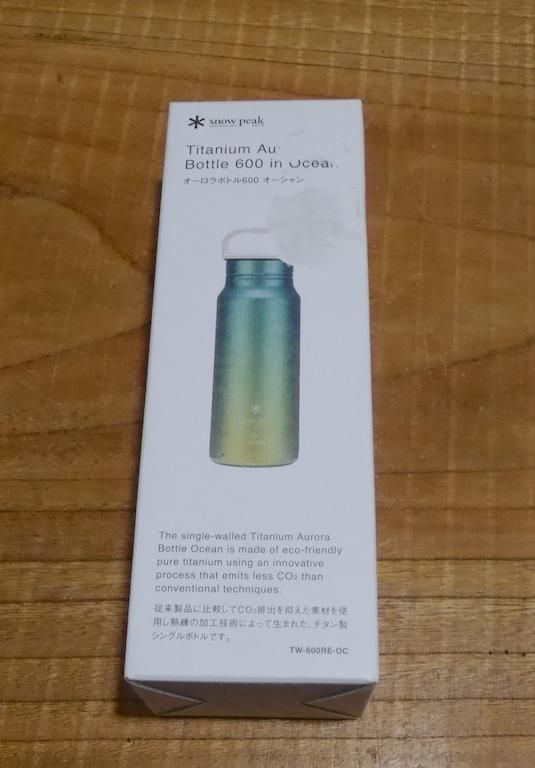 snow peak
Titanium Au
Bottle 600 in Ocean
オーロラボトル600 オーシャン
The single-walled Titanium Aurora
Bottle Ocean is made of eco-friendly
pure titanium using an innovative
process that emits less CO₂ than
conventional techniques.
従来製品に比較してCO₂排出を抑えた素材を使
用し熟練の加工技術によって生まれた、チタン製
シングルボトルです。
TW-600RE-OC